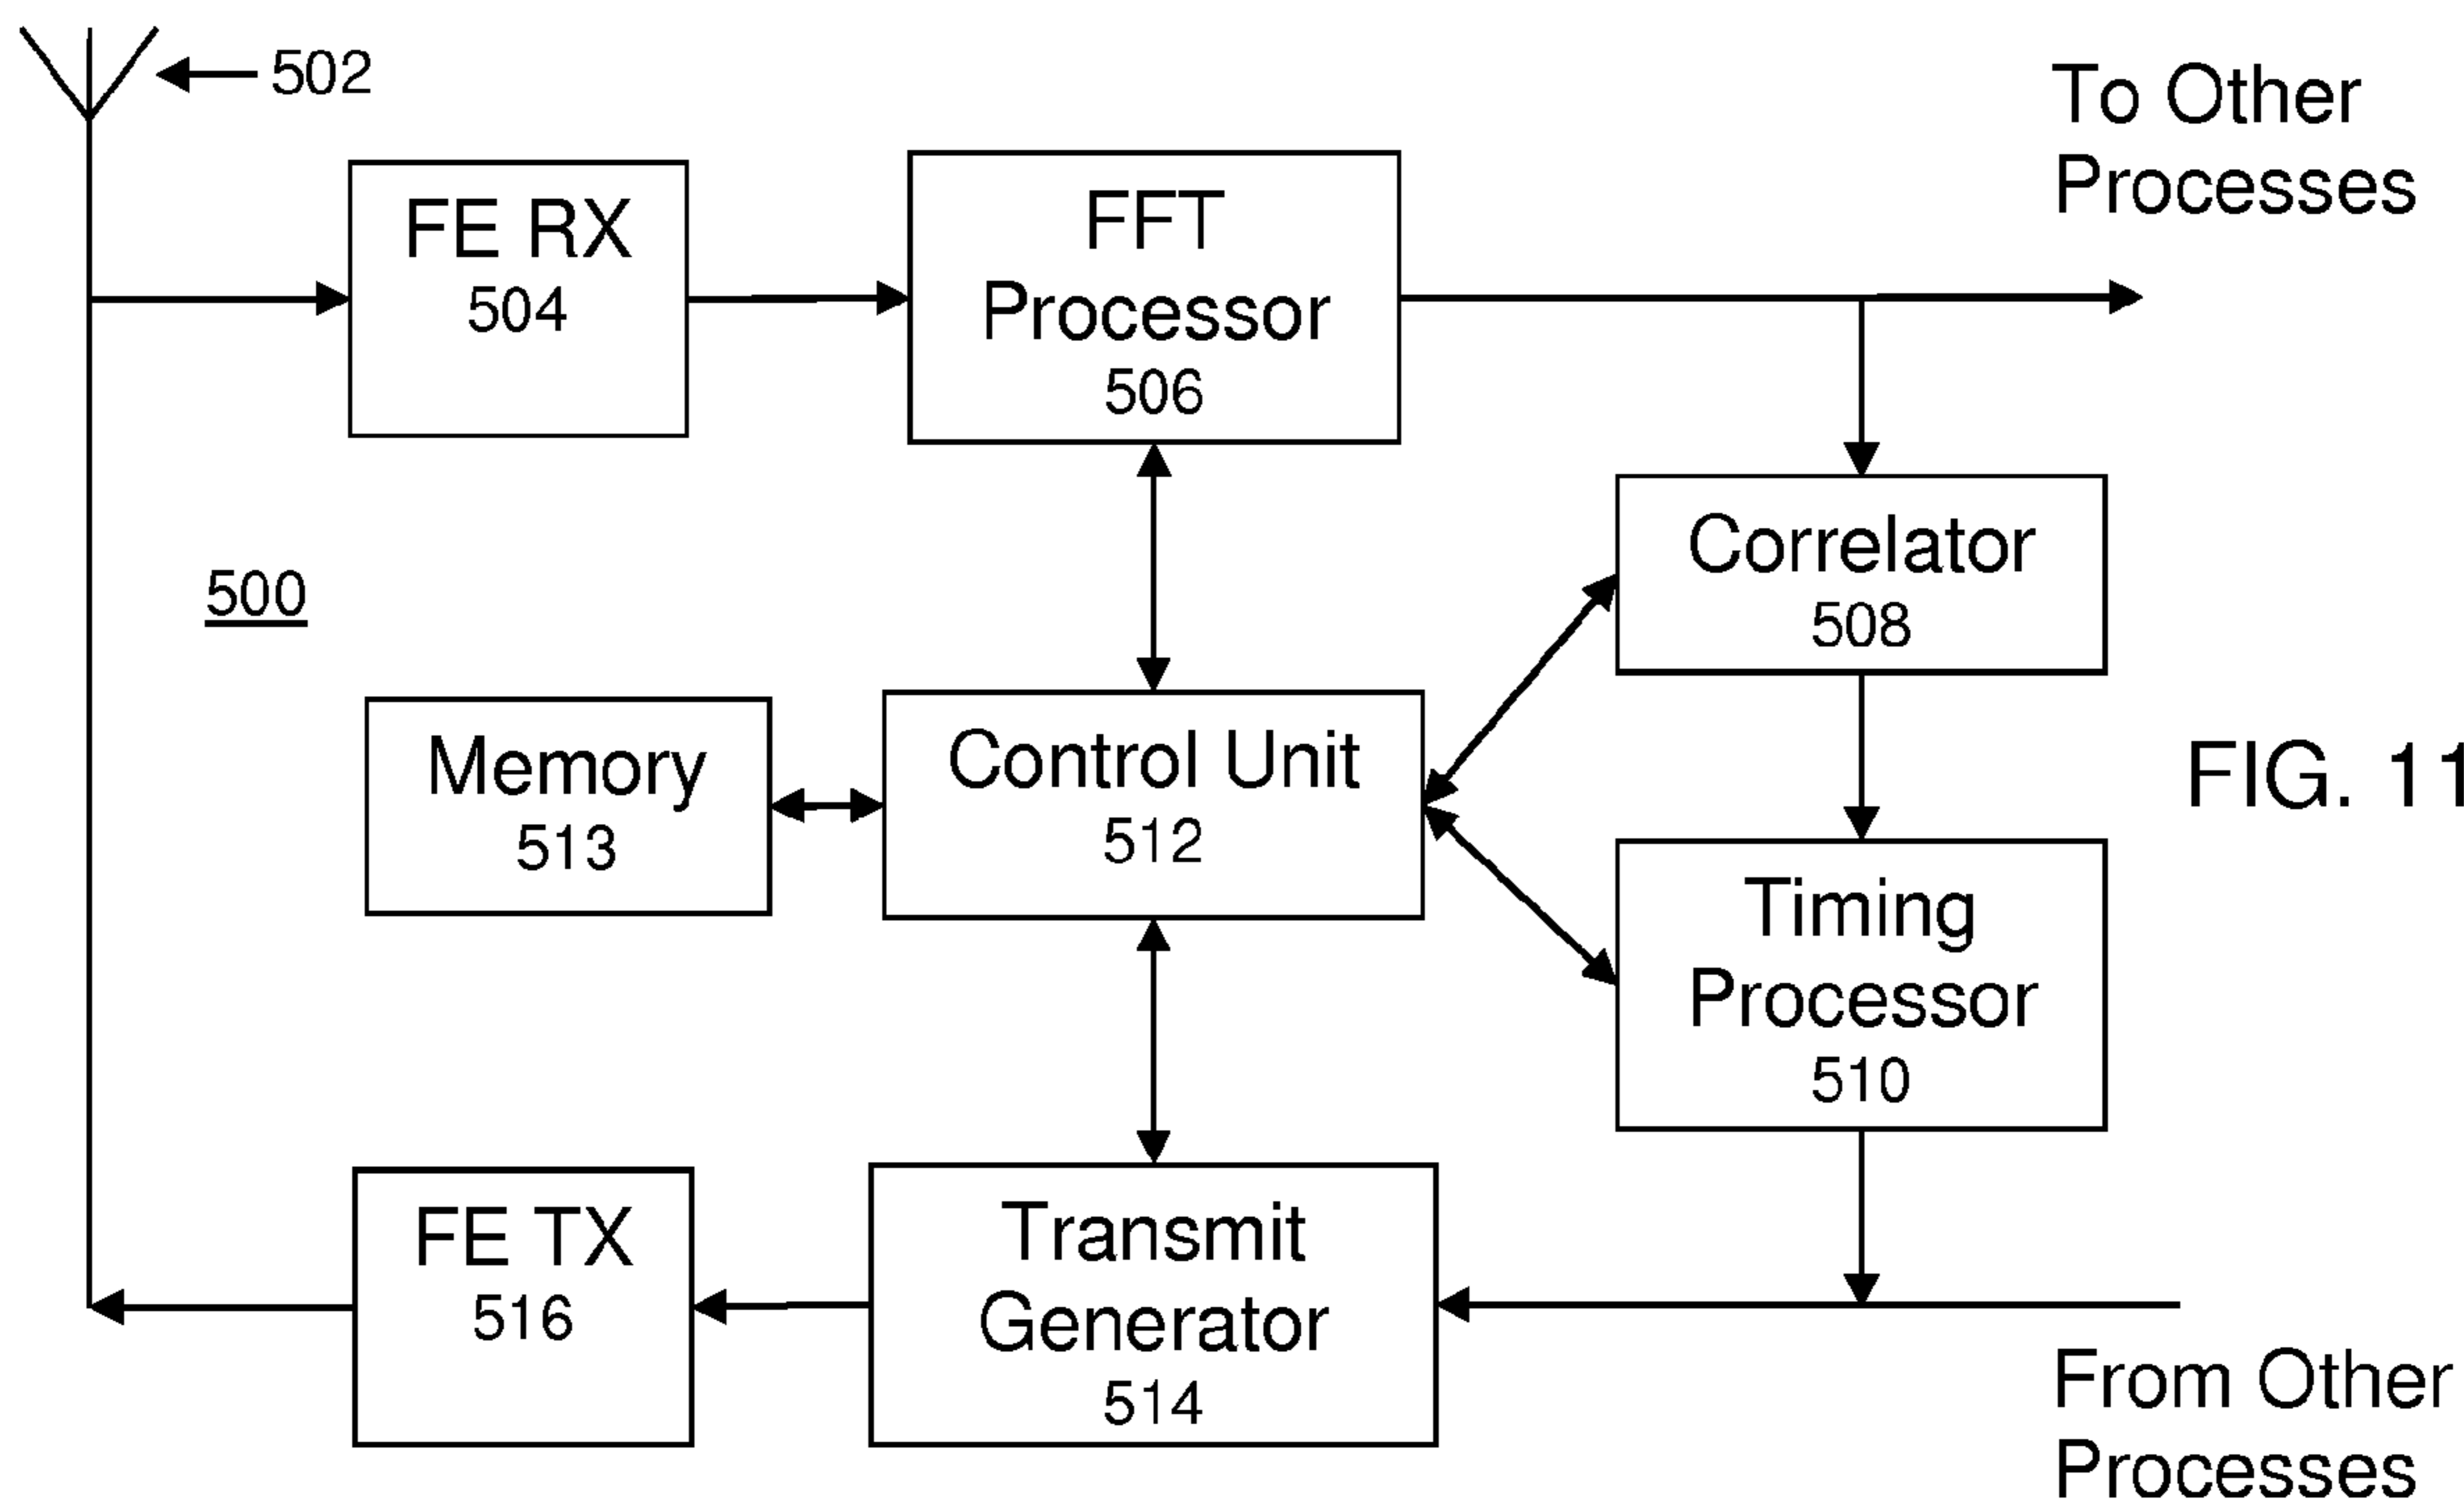 502
To Other
Processes
FE RX
504
FFT
Processor
506
Correlator
508
500
Memory
513
Control Unit
512
FIG. 11
Timing
Processor
510
FE TX
516
Transmit
Generator
514
From Other
Processes